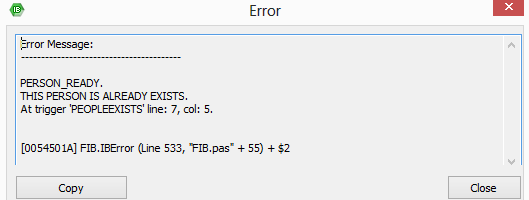 IB
Error
Error Message:
----------------------------------------
PERSON_READY.
THIS PERSON IS ALREADY EXISTS.
At trigger 'PEOPLEEXISTS' line: 7, col: 5.
[0054501A] FIB.IBError (Line 533, "FIB.pas" + 55) + $2
Copy
Close